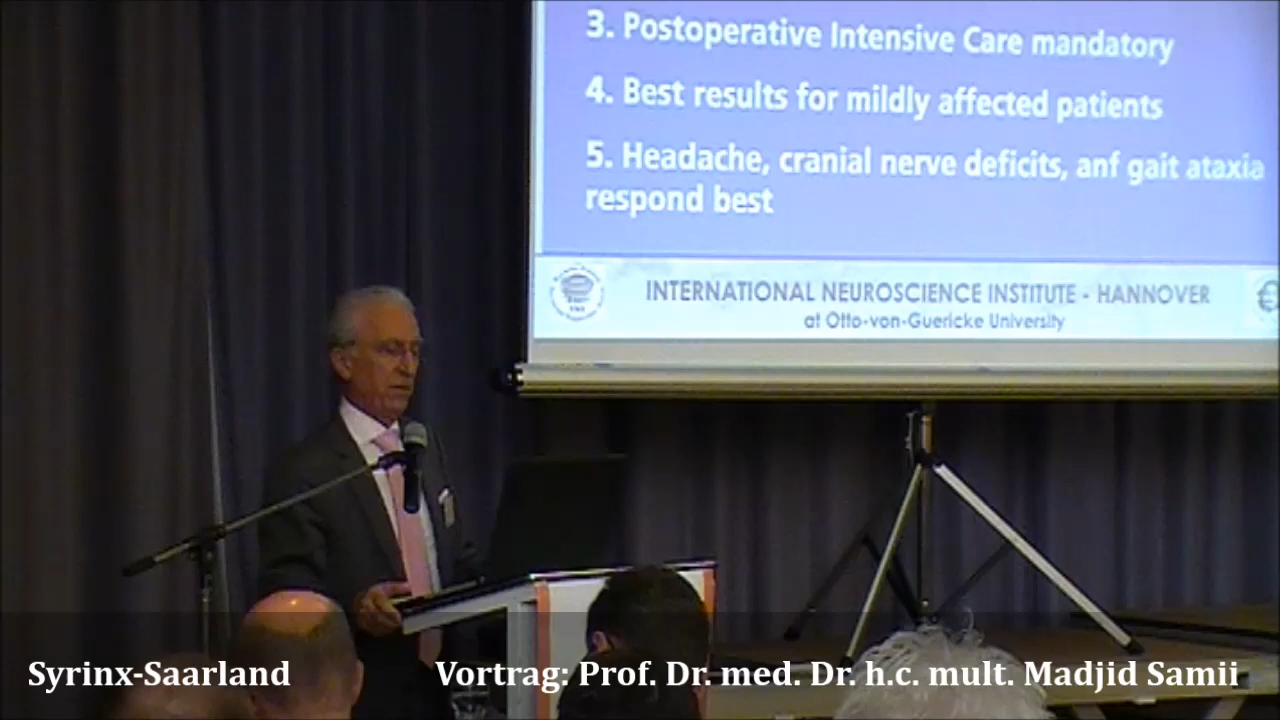 3. Postoperative Intensive Care mandatory
4. Best results for mildly affected patients
5. Headache, cranial nerve deficits, anf gait ataxia
respond best
INTERNATIONAL NEUROSCIENCE INSTITUTE - HANNOVER
at Otto-von-Guericke University
Syrinx-Saarland
Vortrag: Prof. Dr. med. Dr. h.c. mult. Madjid Samii